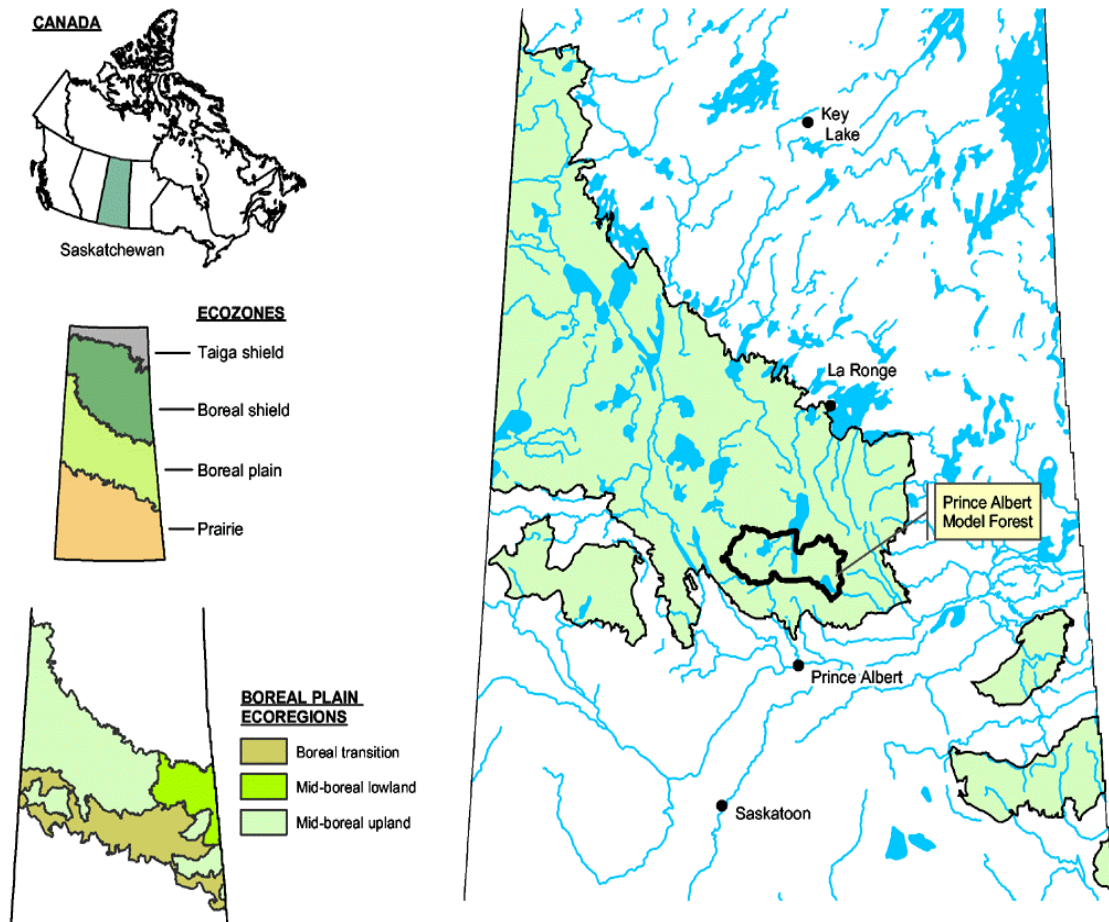 CANADA
Saskatchewan
ECOZONES
Taiga shield
Boreal shield
Boreal plain
Prairie
BOREAL PLAIN
ECOREGIONS
Boreal transition
Mid-boreal lowland
Mid-boreal upland
Key
Lake
La Ronge
Prince Albert
Model Forest
Prince Albert
Saskatoon